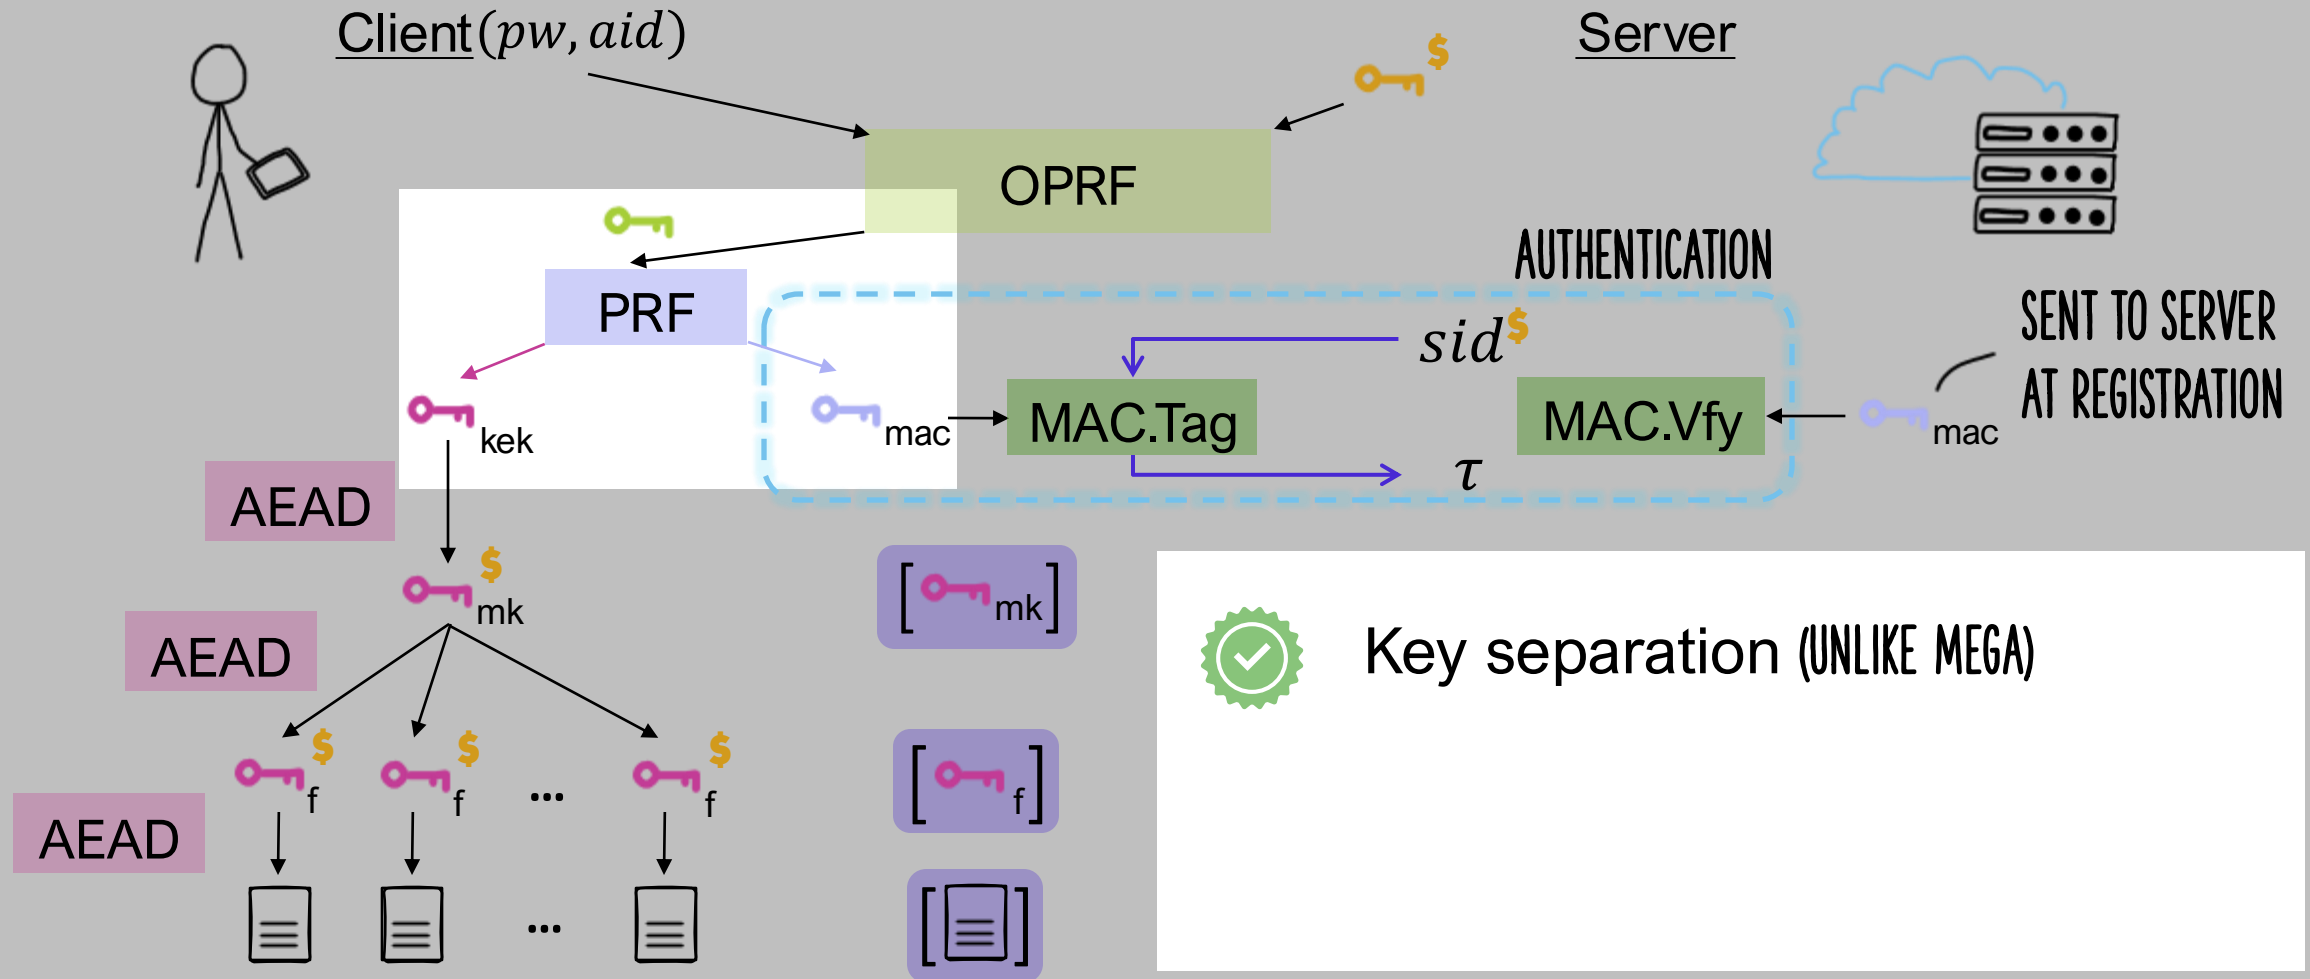 Client(pw, aid)
Server
$
OPRF
AUTHENTICATION
PRF
sid$
SENT TO SERVER
AT REGISTRATION
kek
mac
MAC.Tag
MAC.Vfy
mac
τ
AEAD
$
mk
[ mk]
Key separation (UNLIKE MEGA)
AEAD
$
$
$
f
f
...
f
[ f]
AEAD
...
[ ]